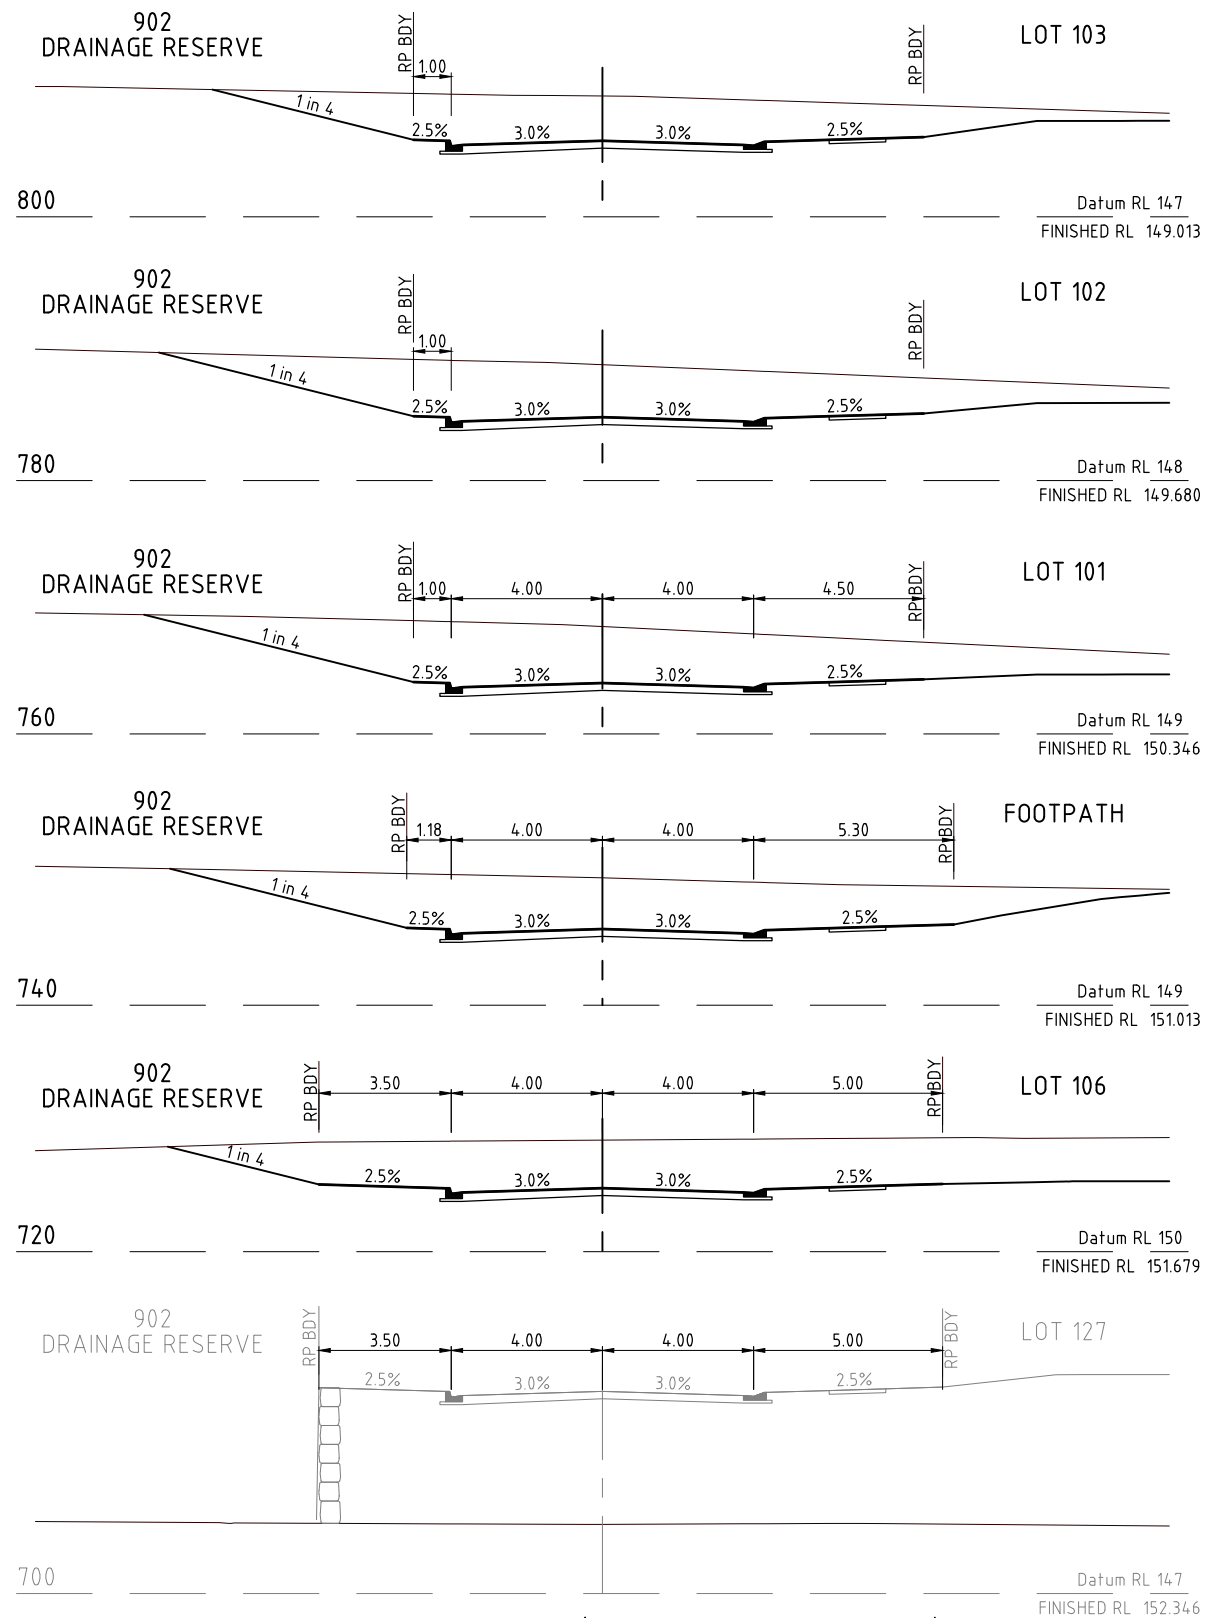 902
DRAINAGE RESERVE
RP BDY
1.00
RP BDY
LOT 103
1 in 4
2.5%
3.0%
3.0%
2.5%
800
Datum RL 147
FINISHED RL 149.013
902
DRAINAGE RESERVE
RP BDY
1.00
RP BDY
LOT 102
1 in 4
2.5%
3.0%
3.0%
2.5%
780
Datum RL 148
FINISHED RL 149.680
902
DRAINAGE RESERVE
RP BDY
1.00
4.00
4.00
4.50
RP BDY
LOT 101
1 in 4
2.5%
3.0%
3.0%
2.5%
760
Datum RL 149
FINISHED RL 150.346
902
DRAINAGE RESERVE
RP BDY
1.18
4.00
4.00
5.30
RP BDY
FOOTPATH
1 in 4
2.5%
3.0%
3.0%
2.5%
740
Datum RL 149
FINISHED RL 151.013
902
DRAINAGE RESERVE
RP BDY
3.50
4.00
4.00
5.00
RP BDY
LOT 106
1 in 4
2.5%
3.0%
3.0%
2.5%
720
Datum RL 150
FINISHED RL 151.679
902
DRAINAGE RESERVE
RP BDY
3.50
4.00
4.00
5.00
RP BDY
LOT 127
2.5%
3.0%
3.0%
2.5%
700
Datum RL 147
FINISHED RL 152.346